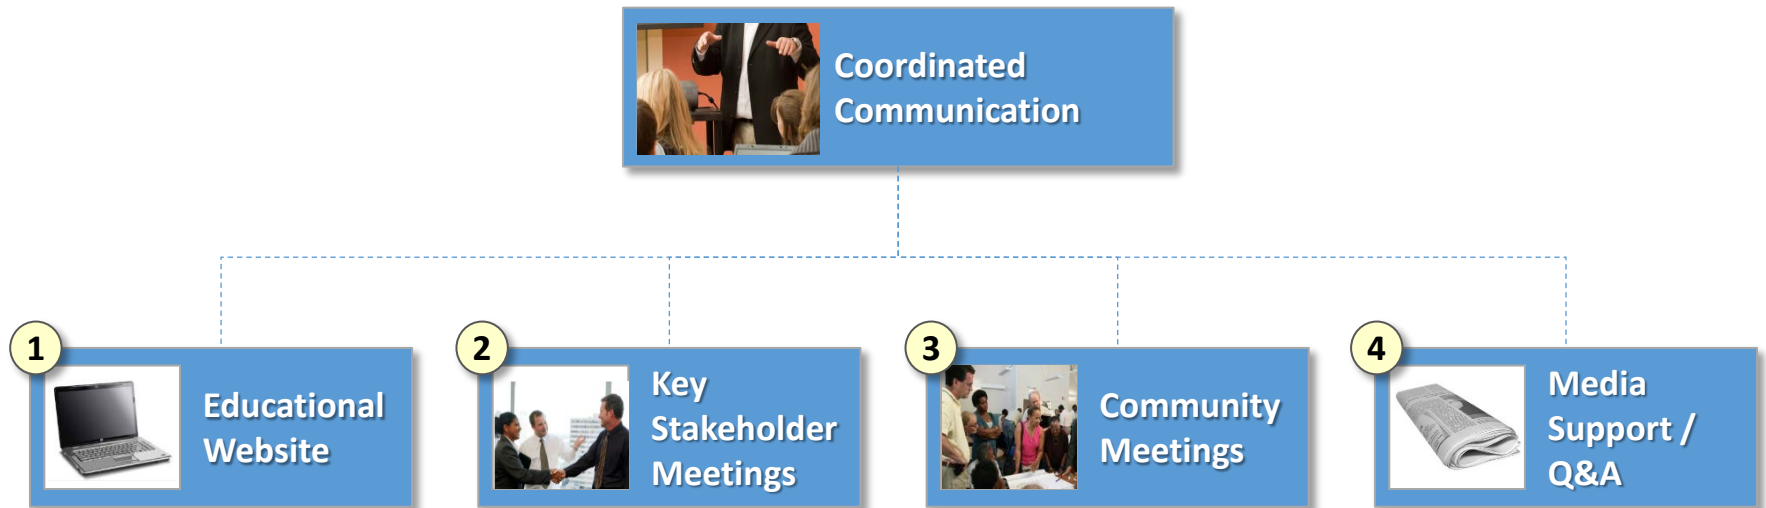 Coordinated
Communication
1
Educational
Website
2
Key
Stakeholder
Meetings
3
Community
Meetings
4
Media
Support /
Q&A